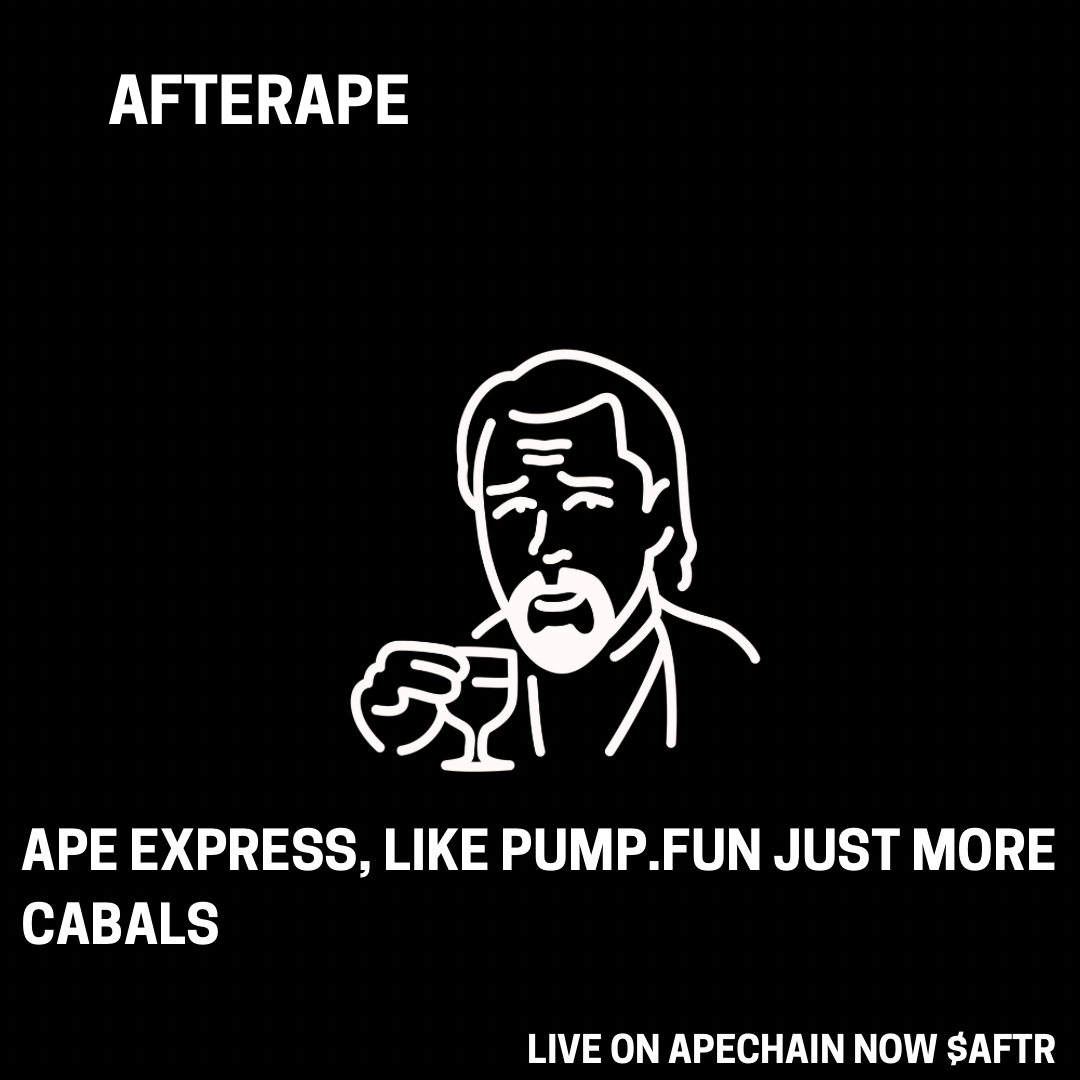 AFTERAPE
APE EXPRESS, LIKE PUMP.FUN JUST MORE
CABALS
LIVE ON APECHAIN NOW $AFTR